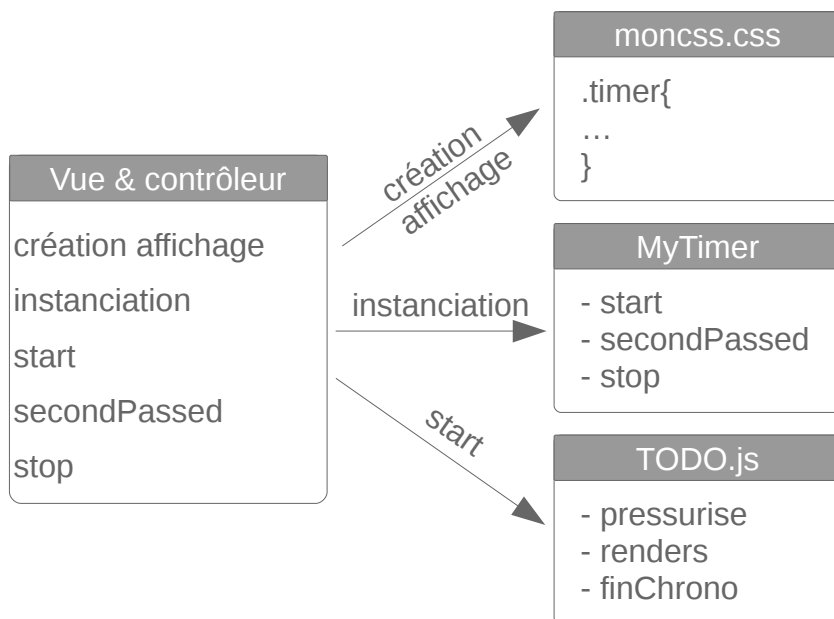 Vue & contrôleur
création affichage
instanciation
start
secondPassed
stop
création
affichage
instanciation
start
moncss.css
.timer{
…
}
MyTimer
- start
- secondPassed
- stop
TODO.js
- pressurise
- renders
- finChrono